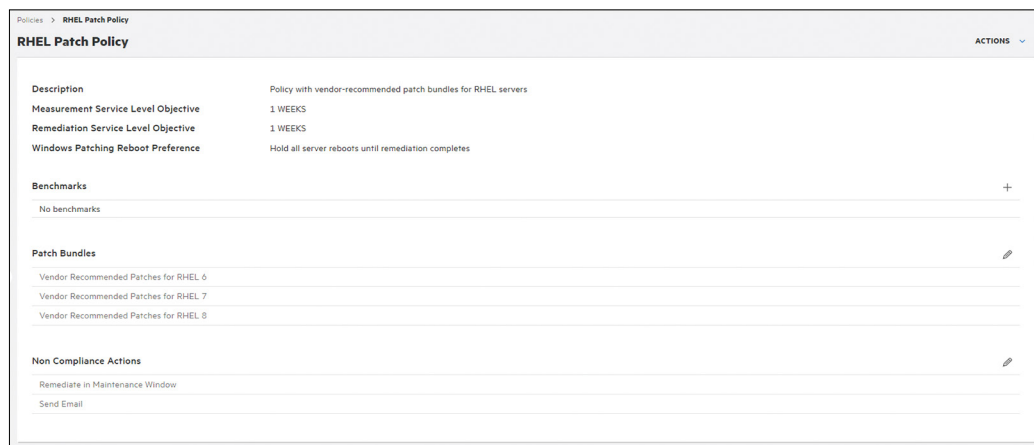 Policies > RHEL Patch Policy
RHEL Patch Policy
ACTIONS
Description Policy with vendor-recommended patch bundles for RHEL servers
Measurement Service Level Objective 1 WEEKS
Remediation Service Level Objective 1 WEEKS
Windows Patching Reboot Preference Hold all server reboots until remediation completes
Benchmarks
No benchmarks
Patch Bundles
Vendor Recommended Patches for RHEL 6
Vendor Recommended Patches for RHEL 7
Vendor Recommended Patches for RHEL 8
Non Compliance Actions
Remediate in Maintenance Window
Send Email